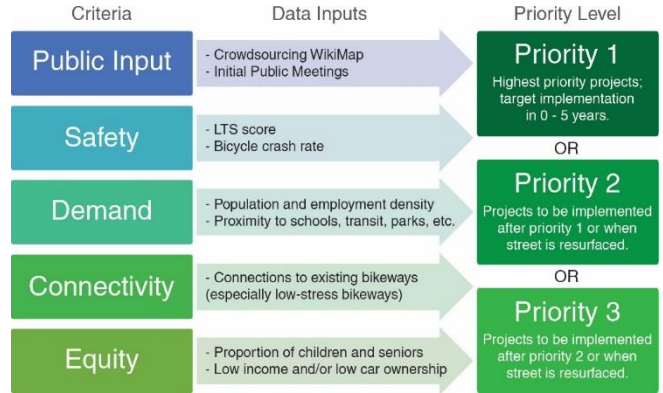 Criteria
Data Inputs
Priority Level
Public Input
- Crowdsourcing WikiMap
- Initial Public Meetings
Safety
- LTS score
- Bicycle crash rate
Demand
- Population and employment density
- Proximity to schools, transit, parks, etc.
Connectivity
- Connections to existing bikeways
(especially low-stress bikeways)
Equity
- Proportion of children and seniors
- Low income and/or low car ownership
Priority 1
Highest priority projects;
target implementation
in 0 - 5 years.
OR
Priority 2
Projects to be implemented
after priority 1 or when
street is resurfaced.
OR
Priority 3
Projects to be implemented
after priority 2 or when
street is resurfaced.